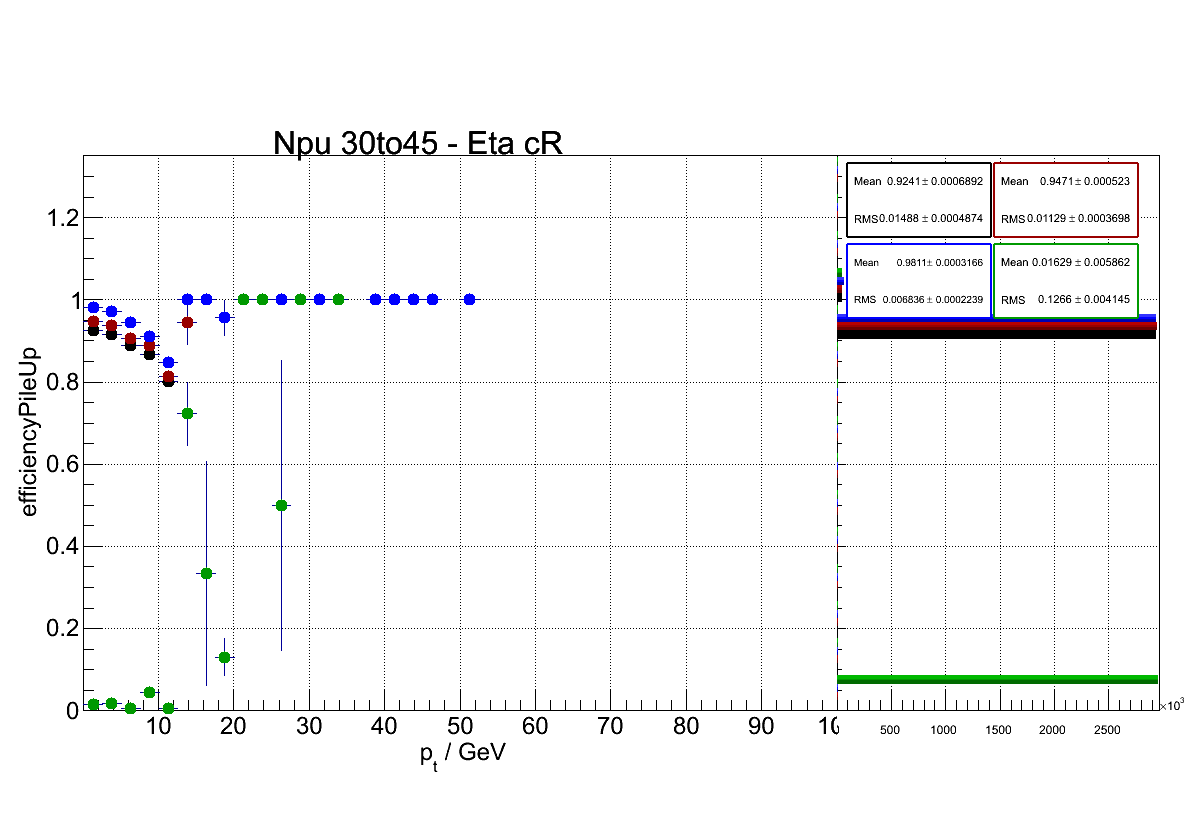 Npu 30to45 - Eta cR
efficiencyPileUp
1.2
1
0.8
0.6
0.4
0.2
0
10 20 30 40 50 60 70 80 90 10
p_t / GeV
Mean 0.9241 ± 0.0006892
RMS 0.01488 ± 0.0004874
Mean 0.9471 ± 0.000523
RMS 0.01129 ± 0.0003698
Mean 0.9811 ± 0.0003166
RMS 0.006836 ± 0.0002239
Mean 0.01629 ± 0.005862
RMS 0.1266 ± 0.004145
500 1000 1500 2000 2500
×10³